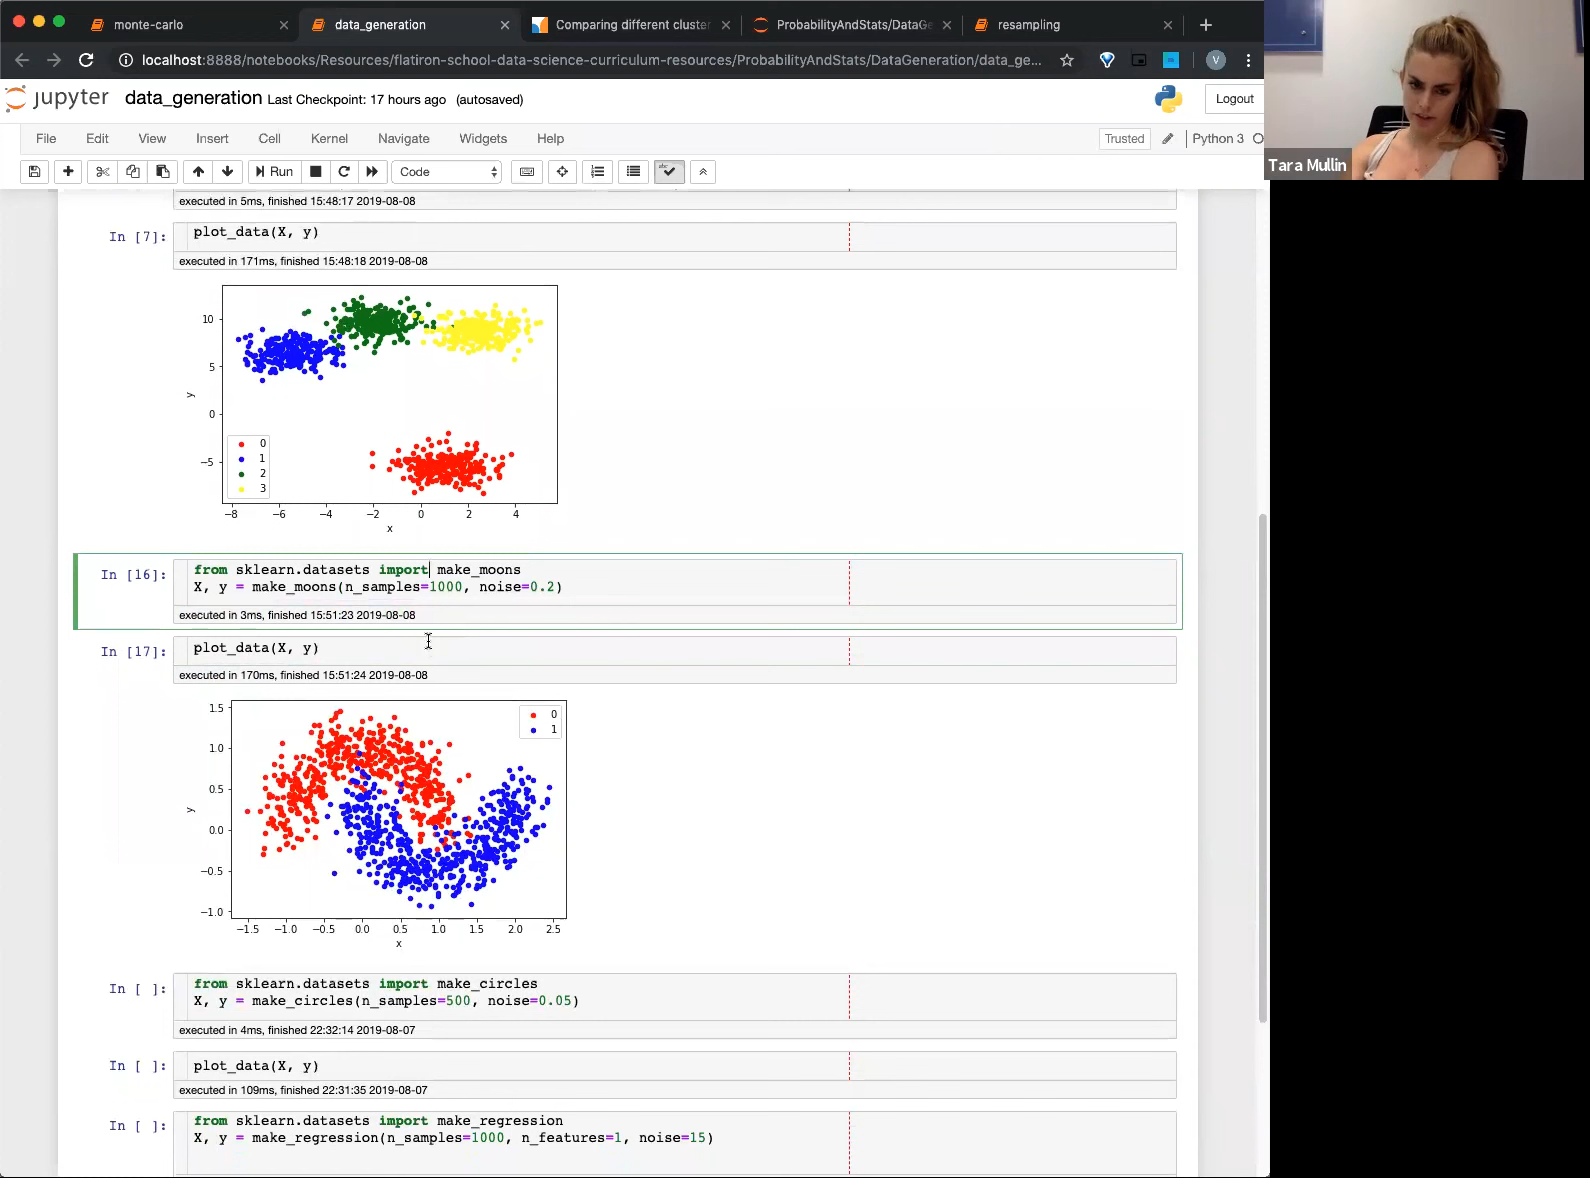 monte-carlo
data_generation
Comparing different cluster
ProbabilityAndStats/DataGe
resampling
localhost:8888/notebooks/Resources/flatiron-school-data-science-curriculum-resources/ProbabilityAndStats/DataGeneration/data_ge...
V
jupyter data_generation Last Checkpoint: 17 hours ago (autosaved)
Logout
File Edit View Insert Cell Kernel Navigate Widgets Help
Trusted
Python 3
Run
Code
Tara Mullin
executed in 5ms, finished 15:48:17 2019-08-08
In [7]: plot_data(X, y)
executed in 171ms, finished 15:48:18 2019-08-08
10
5
0
−5
y
0
1
2
3
−8 −6 −4 −2 0 2 4
x
In [16]: from sklearn.datasets import make_moons
X, y = make_moons(n_samples=1000, noise=0.2)
executed in 3ms, finished 15:51:23 2019-08-08
In [17]: plot_data(X, y)
executed in 170ms, finished 15:51:24 2019-08-08
1.5
1.0
0.5
0.0
−0.5
−1.0
y
0
1
−1.5 −1.0 −0.5 0.0 0.5 1.0 1.5 2.0 2.5
x
In [ ]: from sklearn.datasets import make_circles
X, y = make_circles(n_samples=500, noise=0.05)
executed in 4ms, finished 22:32:14 2019-08-07
In [ ]: plot_data(X, y)
executed in 109ms, finished 22:31:35 2019-08-07
In [ ]: from sklearn.datasets import make_regression
X, y = make_regression(n_samples=1000, n_features=1, noise=15)